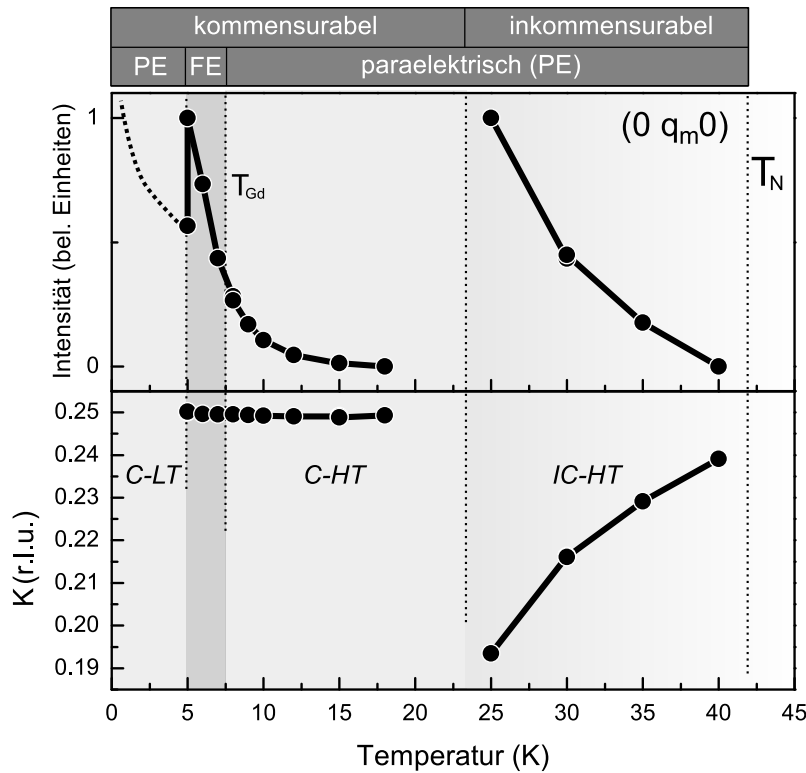 kommensurabel inkommensurabel
PE FE paraelektrisch (PE)
(0 qm0)
TGd
TN
Intensität (bel. Einheiten)
1
0
C-LT C-HT IC-HT
K (r.l.u.)
0.25
0.24
0.23
0.22
0.21
0.20
0.19
0 5 10 15 20 25 30 35 40 45
Temperatur (K)